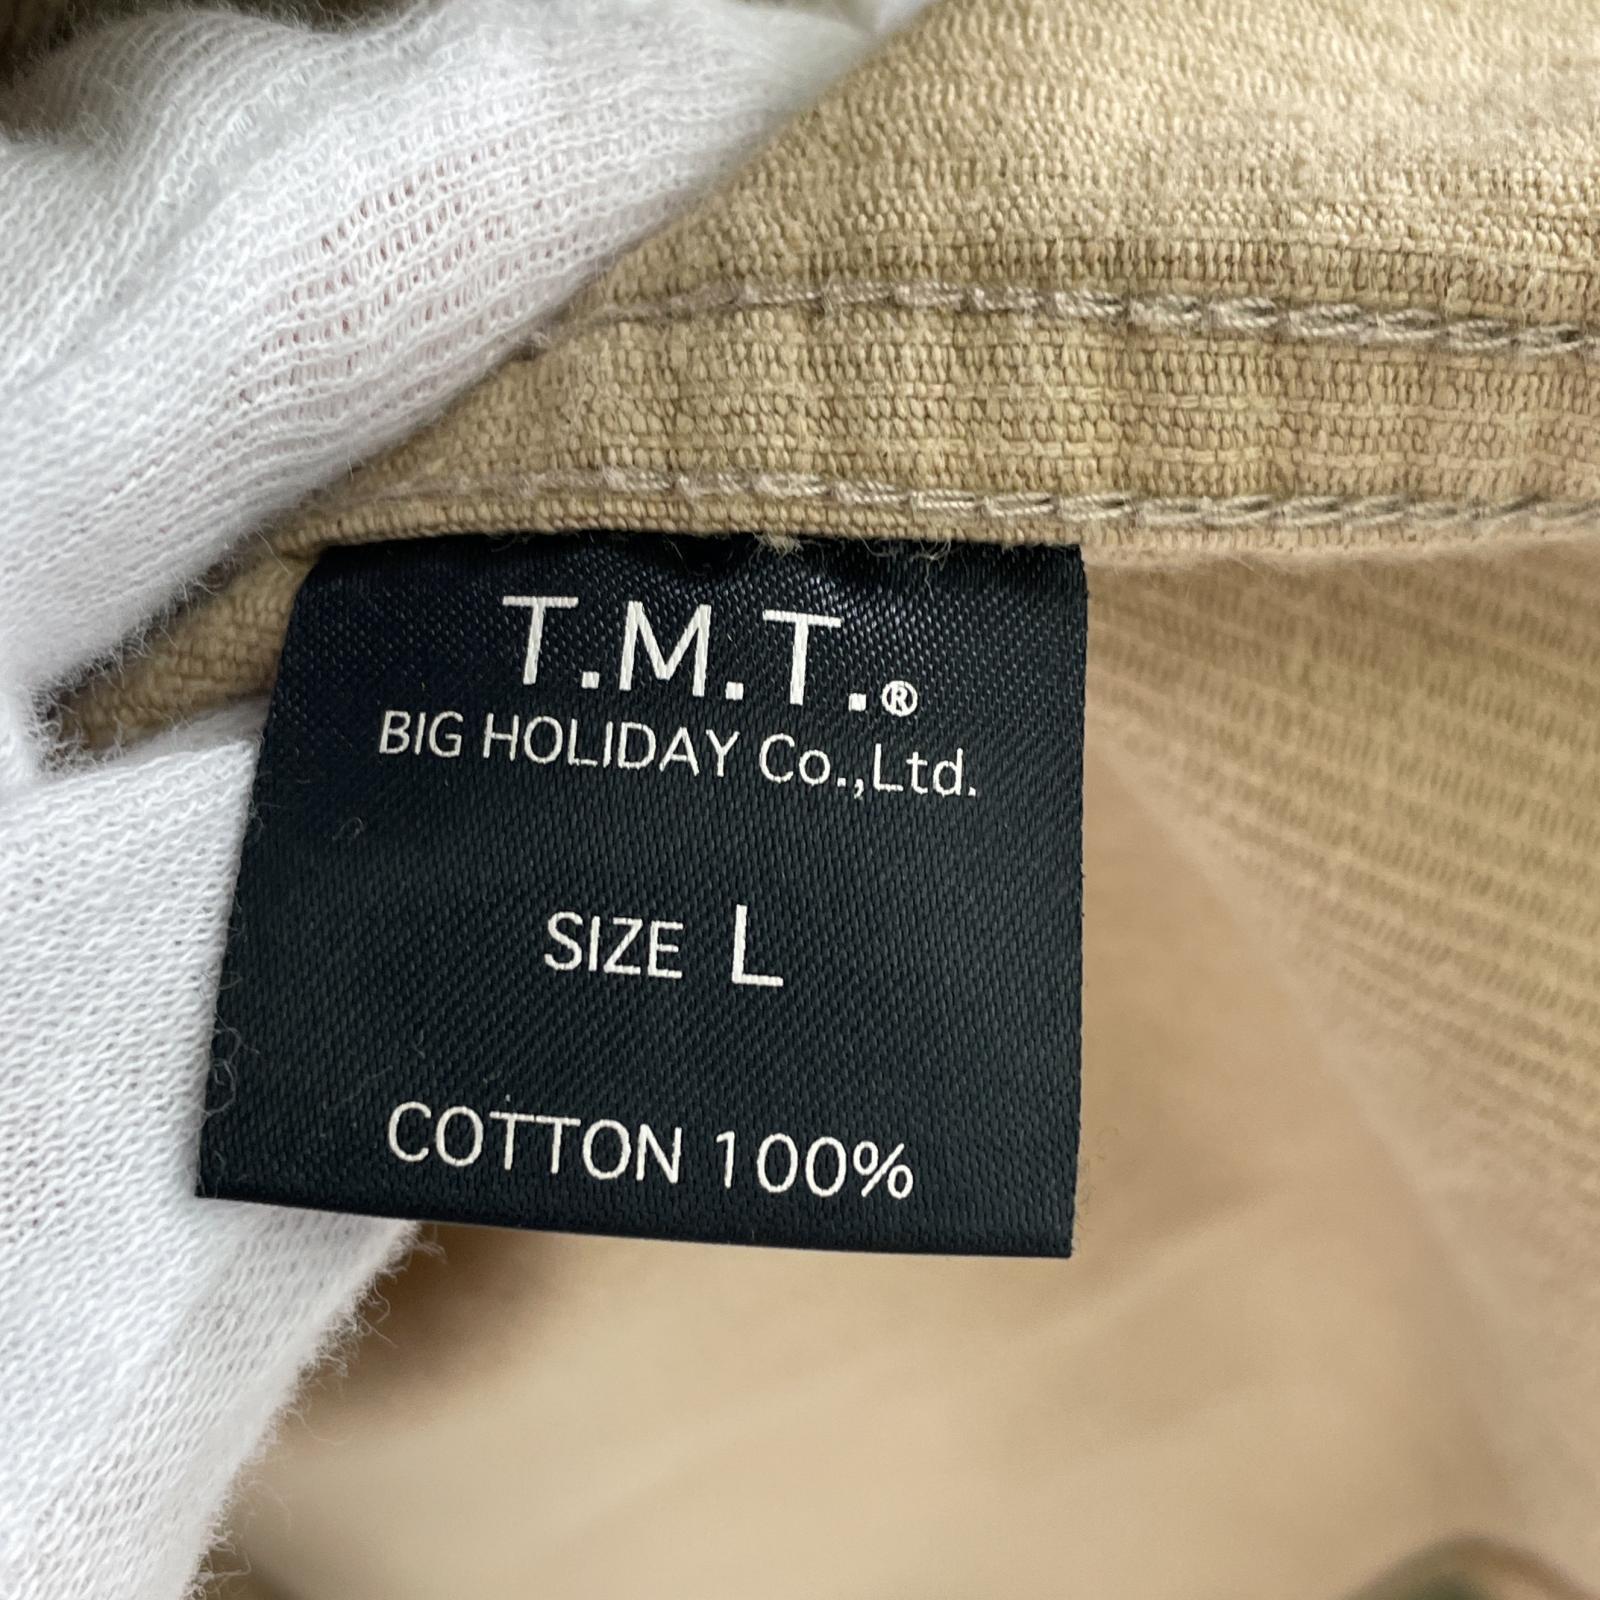 T.M.T.®
BIG HOLIDAY Co.,Ltd.
SIZE L
COTTON 100%